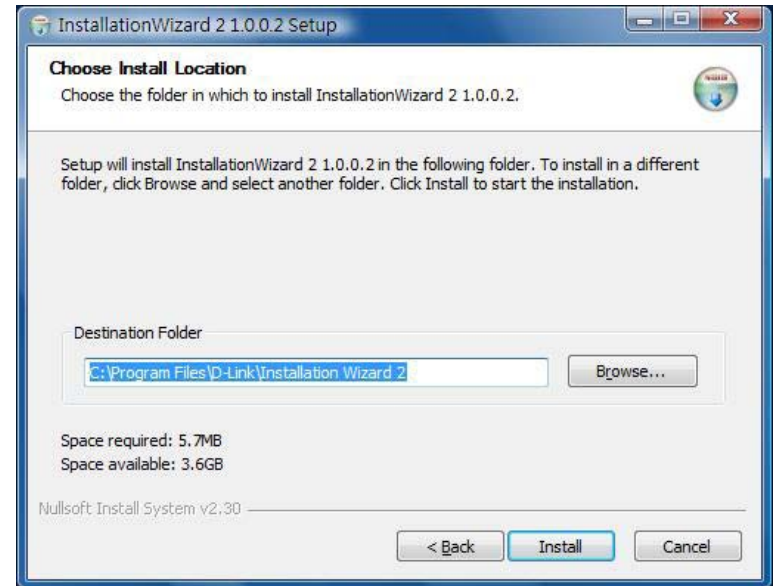 InstallationWizard 2 1.0.0.2 Setup
Choose Install Location
Choose the folder in which to install InstallationWizard 2 1.0.0.2.
Setup will install InstallationWizard 2 1.0.0.2 in the following folder. To install in a different
folder, click Browse and select another folder. Click Install to start the installation.
Destination Folder
C:\Program Files\D-Link\Installation Wizard 2
Browse...
Space required: 5.7MB
Space available: 3.6GB
Nullsoft Install System v2.30
< Back
Install
Cancel